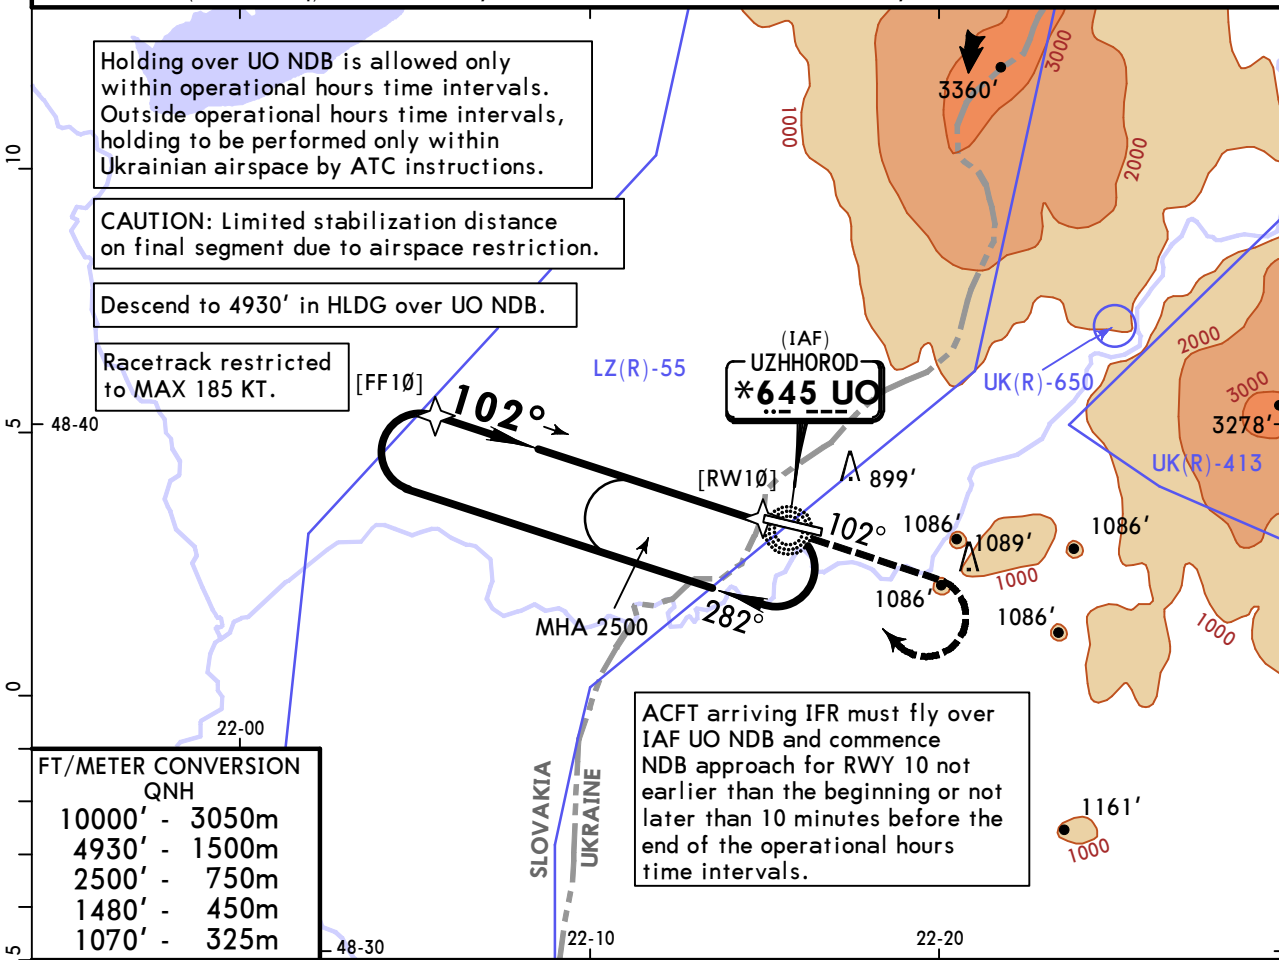 Holding over UO NDB is allowed only
within operational hours time intervals.
Outside operational hours time intervals,
holding to be performed only within
Ukrainian airspace by ATC instructions.
CAUTION: Limited stabilization distance
on final segment due to airspace restriction.
Descend to 4930' in HLDG over UO NDB.
Racetrack restricted
to MAX 185 KT.
10
5
0
5
48-40
48-30
22-00
22-10
22-20
[FF1Ø]
102°
LZ(R)-55
(IAF)
UZHHOROD
*645 UO
[RW1Ø]
102°
282°
MHA 2500
899'
1086'
1089'
1086'
1086'
1086'
1000
1000
1161'
1000
3360'
3000
1000
2000
UK(R)-650
2000
3000
3278'
UK(R)-413
SLOVAKIA
UKRAINE
ACFT arriving IFR must fly over
IAF UO NDB and commence
NDB approach for RWY 10 not
earlier than the beginning or not
later than 10 minutes before the
end of the operational hours
time intervals.
FT/METER CONVERSION
QNH
10000' - 3050m
4930' - 1500m
2500' - 750m
1480' - 450m
1070' - 325m